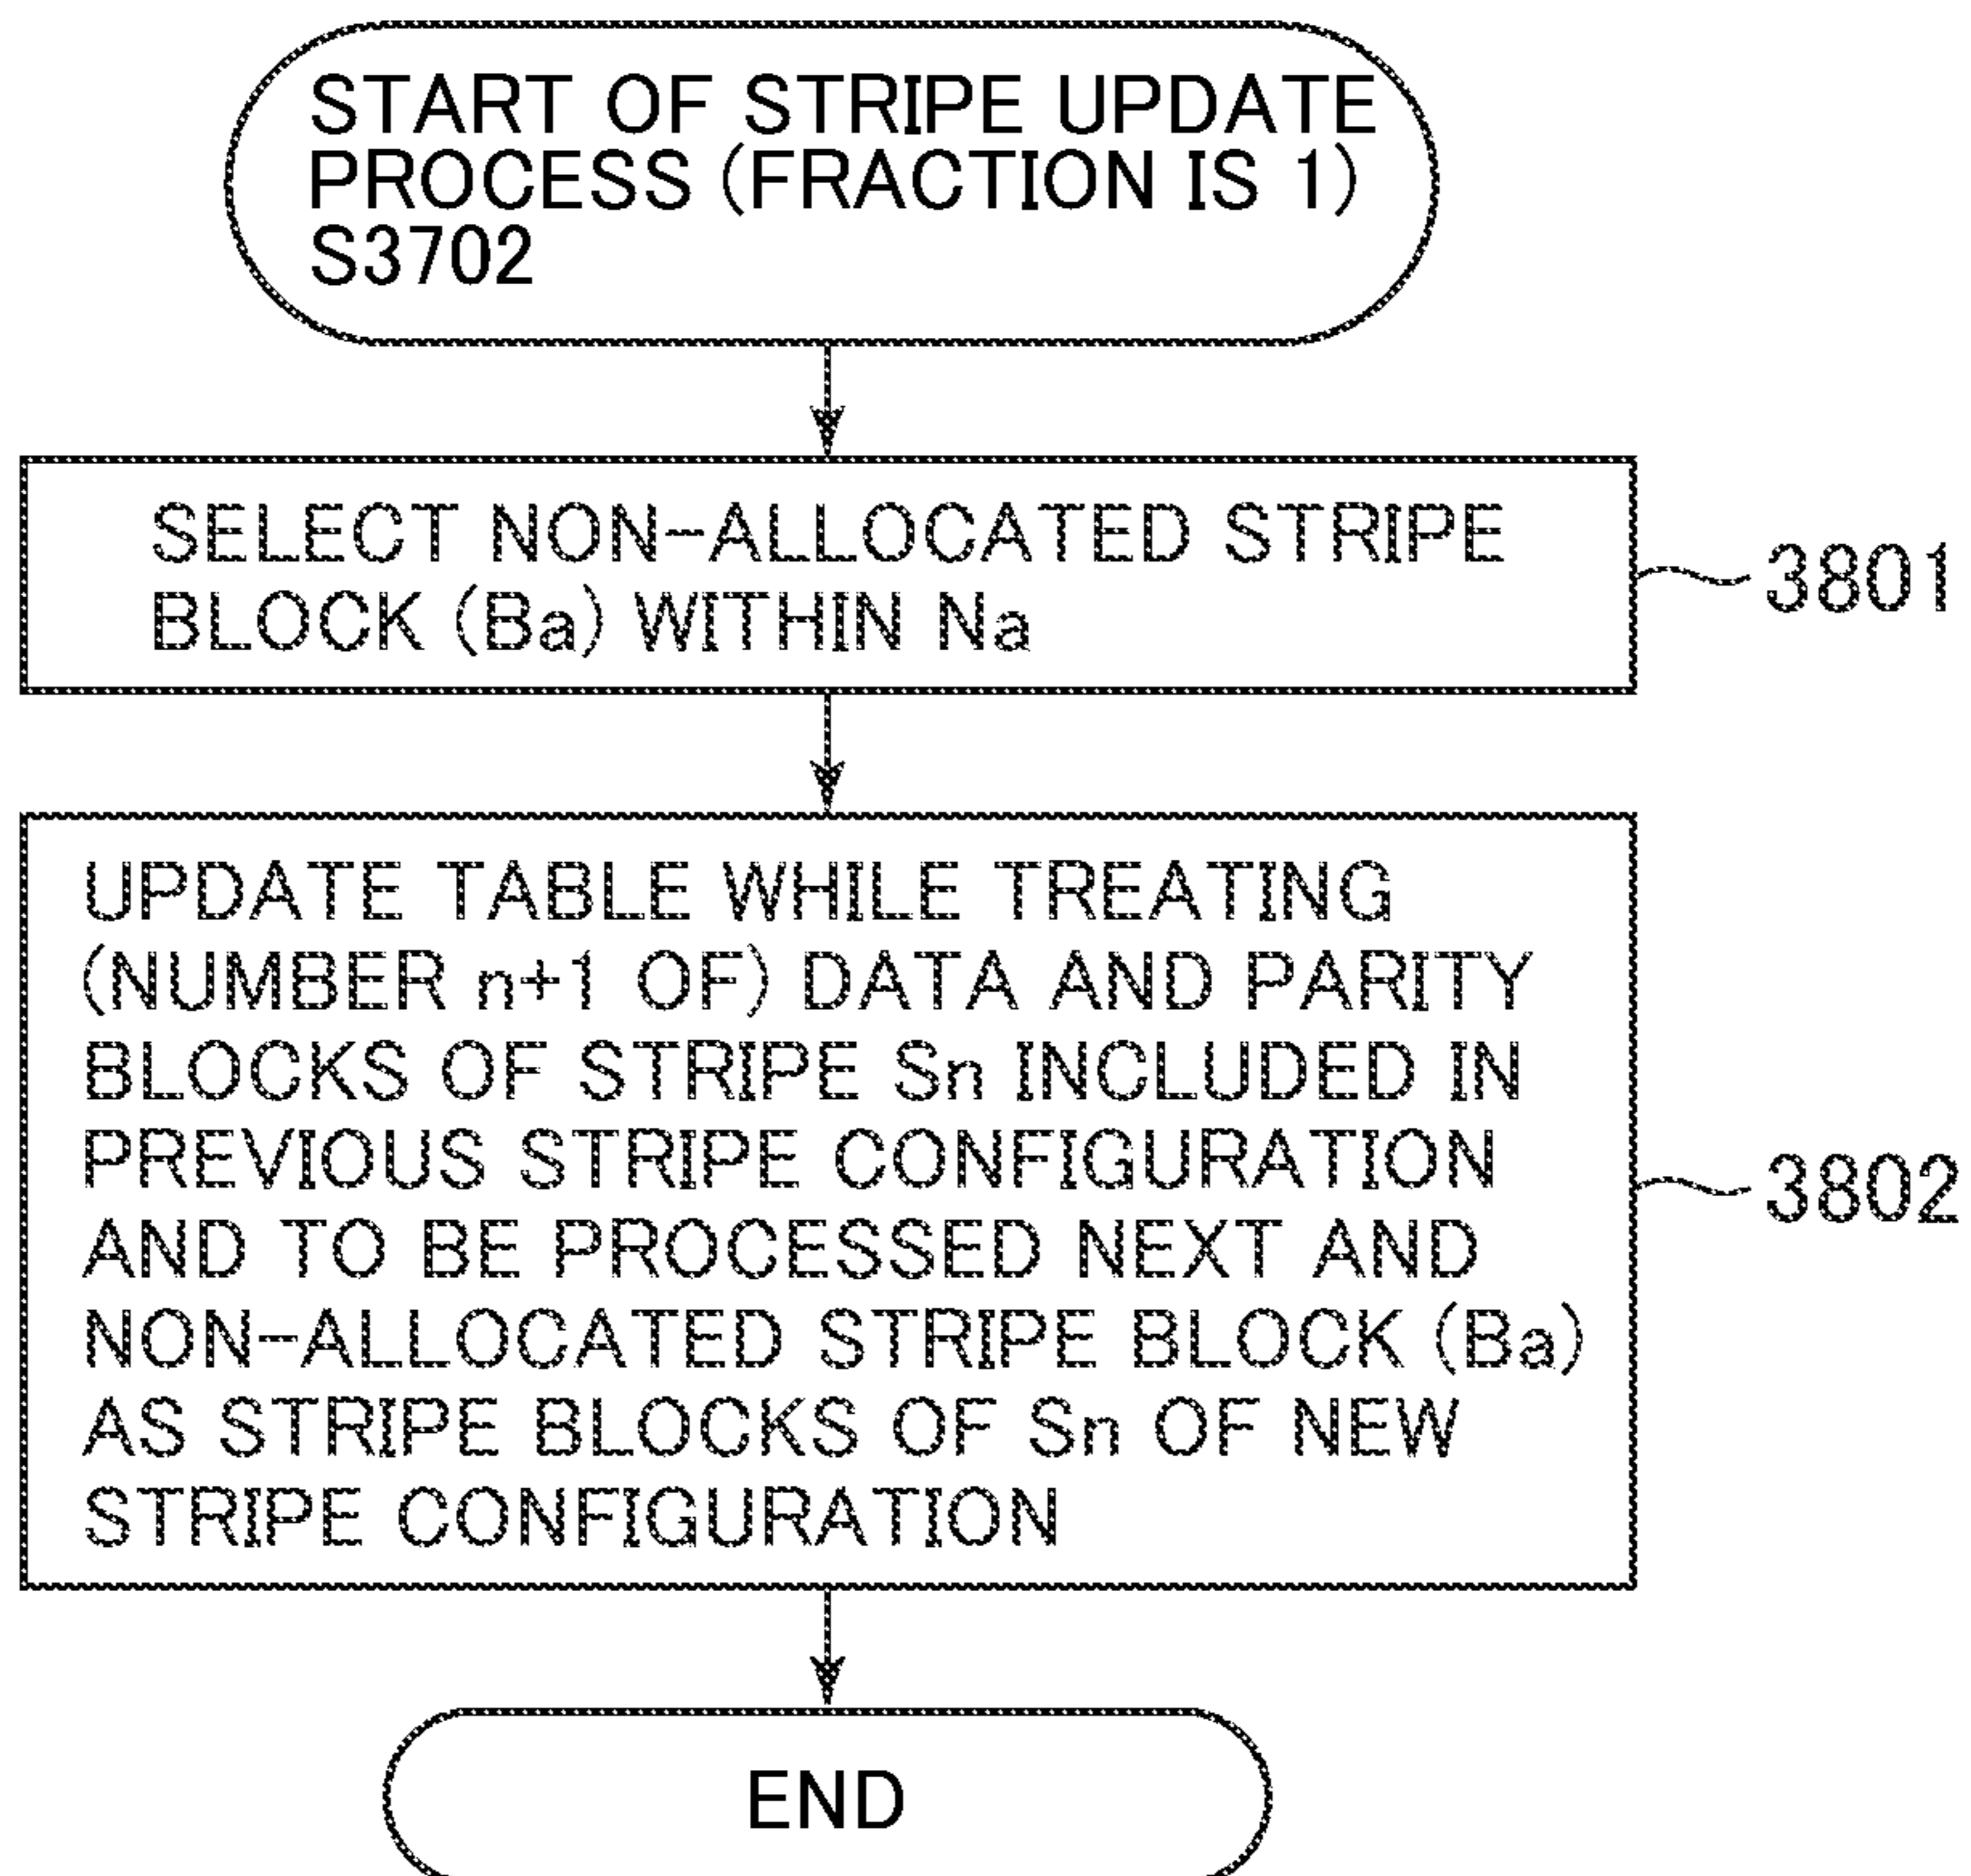 START OF STRIPE UPDATE
PROCESS (FRACTION IS 1)
S3702
SELECT NON-ALLOCATED STRIPE
BLOCK (Ba) WITHIN Na
3801
UPDATE TABLE WHILE TREATING
(NUMBER n+1 OF) DATA AND PARITY
BLOCKS OF STRIPE Sn INCLUDED IN
PREVIOUS STRIPE CONFIGURATION
AND TO BE PROCESSED NEXT AND
NON-ALLOCATED STRIPE BLOCK (Ba)
AS STRIPE BLOCKS OF Sn OF NEW
STRIPE CONFIGURATION
3802
END